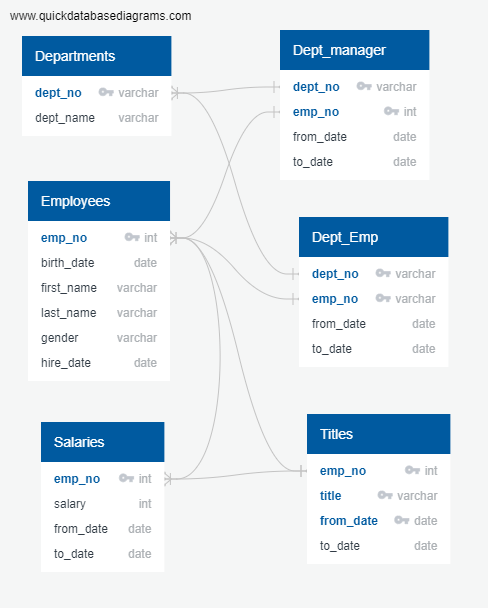 www.quickdatabasediagrams.com
Departments
dept_no varchar
dept_name varchar
Dept_manager
dept_no varchar
emp_no int
from_date date
to_date date
Employees
emp_no int
birth_date date
first_name varchar
last_name varchar
gender varchar
hire_date date
Dept_Emp
dept_no varchar
emp_no varchar
from_date date
to_date date
Salaries
emp_no int
salary int
from_date date
to_date date
Titles
emp_no int
title varchar
from_date date
to_date date